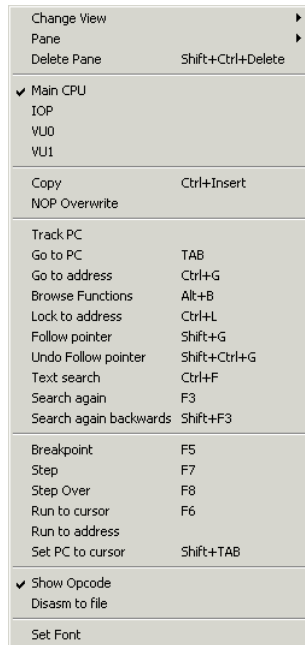 Change View
Pane
Delete Pane Shift+Ctrl+Delete
Main CPU
IOP
VU0
VU1
Copy Ctrl+Insert
NOP Overwrite
Track PC
Go to PC TAB
Go to address Ctrl+G
Browse Functions Alt+B
Lock to address Ctrl+L
Follow pointer Shift+G
Undo Follow pointer Shift+Ctrl+G
Text search Ctrl+F
Search again F3
Search again backwards Shift+F3
Breakpoint F5
Step F7
Step Over F8
Run to cursor F6
Run to address
Set PC to cursor Shift+TAB
Show Opcode
Disasm to file
Set Font